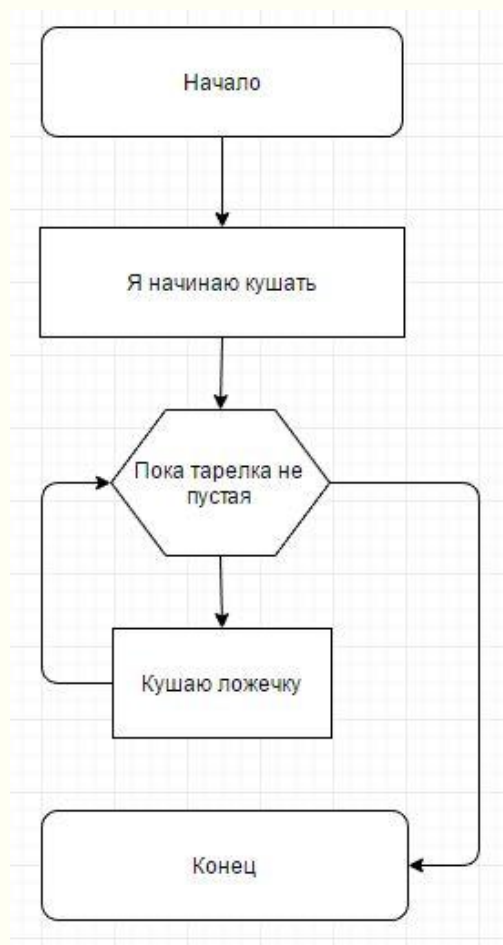 Начало
Я начинаю кушать
Пока тарелка не
пустая
Кушаю ложечку
Конец